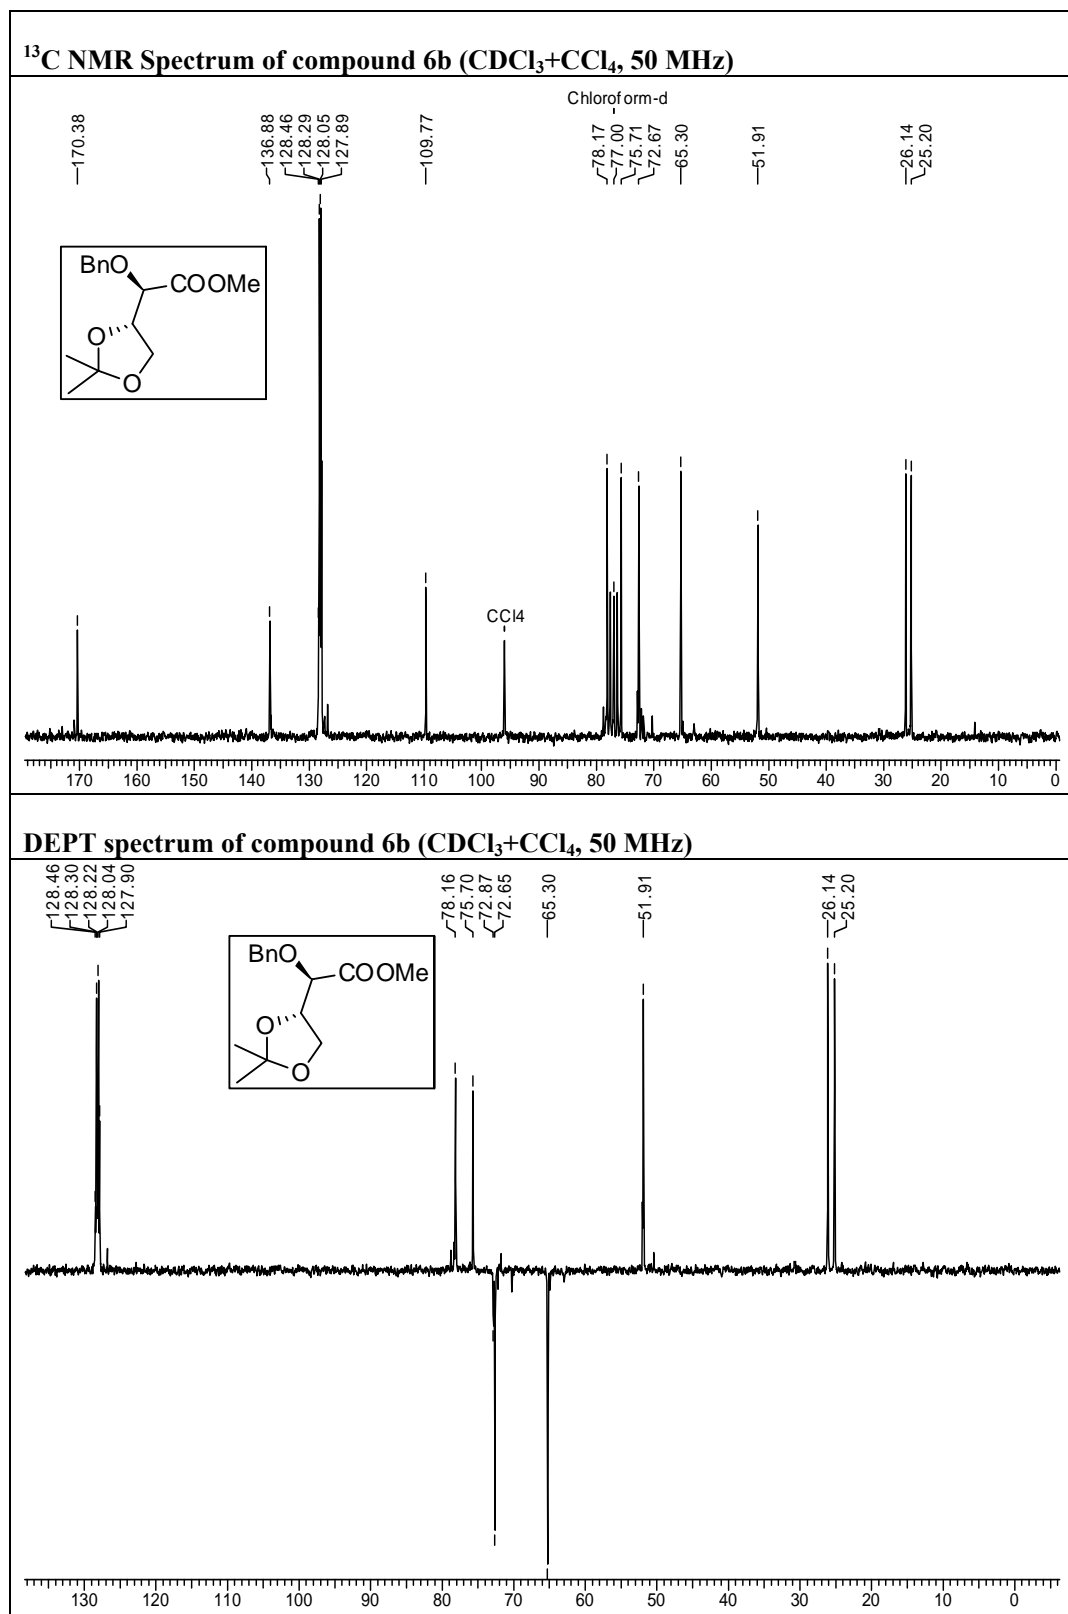 ¹³C NMR Spectrum of compound 6b (CDCl₃+CCl₄, 50 MHz)
Chloroform-d
170.38
136.88
128.46
128.29
128.05
127.89
109.77
78.17
77.00
75.71
72.67
65.30
51.91
26.14
25.20
BnO
COOMe
O
O
CCl4
170 160 150 140 130 120 110 100 90 80 70 60 50 40 30 20 10 0
DEPT spectrum of compound 6b (CDCl₃+CCl₄, 50 MHz)
128.46
128.30
128.22
128.04
127.90
78.16
75.70
72.87
72.65
65.30
51.91
26.14
25.20
BnO
COOMe
O
O
130 120 110 100 90 80 70 60 50 40 30 20 10 0